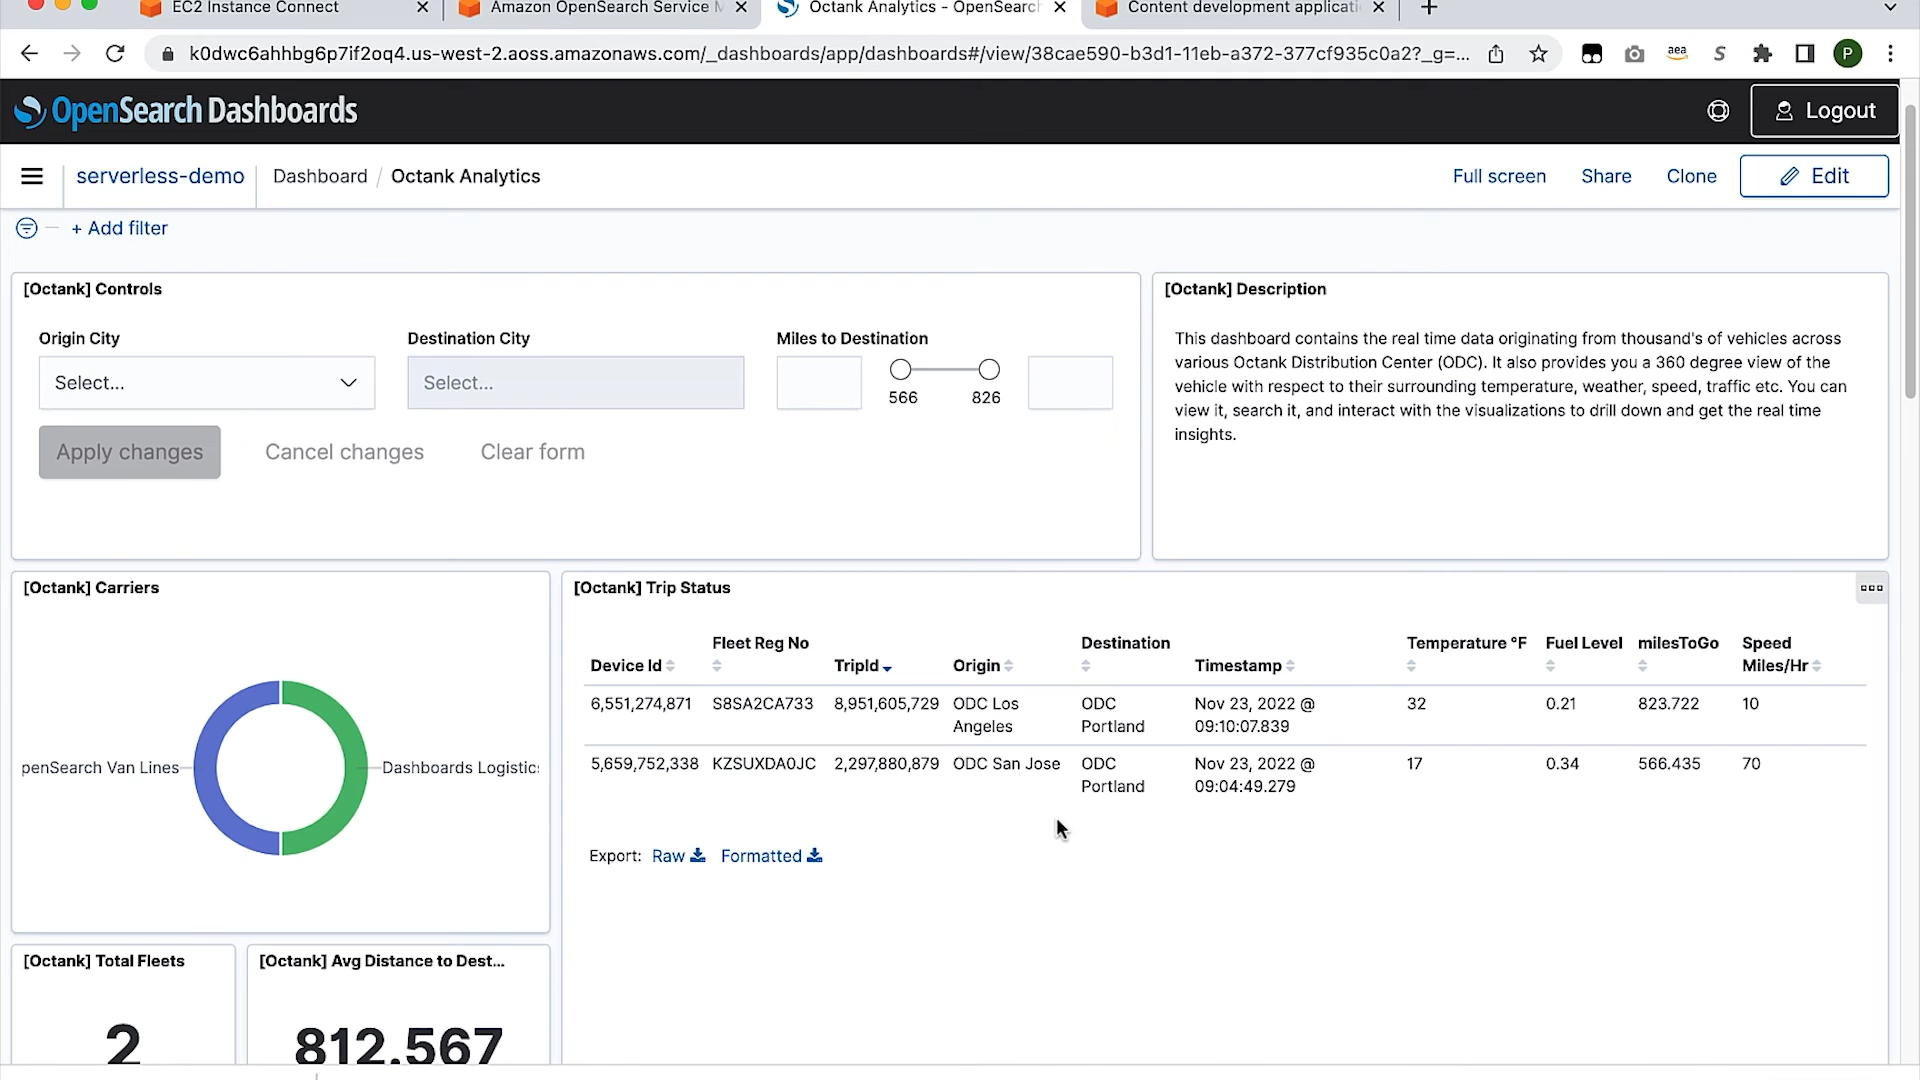 EC2 Instance Connect
Amazon OpenSearch Service M
Octank Analytics - OpenSearch
Content development applicati
k0dwc6ahhbg6p7if2oq4.us-west-2.aoss.amazonaws.com/_dashboards/app/dashboards#/view/38cae590-b3d1-11eb-a372-377cf935c0a2?_g=...
aea
S
P
OpenSearch Dashboards
Logout
serverless-demo
Dashboard / Octank Analytics
Full screen
Share
Clone
Edit
+ Add filter
[Octank] Controls
Origin City
Destination City
Miles to Destination
Select...
Select...
566
826
Apply changes
Cancel changes
Clear form
[Octank] Description
This dashboard contains the real time data originating from thousand's of vehicles across
various Octank Distribution Center (ODC). It also provides you a 360 degree view of the
vehicle with respect to their surrounding temperature, weather, speed, traffic etc. You can
view it, search it, and interact with the visualizations to drill down and get the real time
insights.
[Octank] Carriers
penSearch Van Lines
Dashboards Logistics
[Octank] Trip Status
Device Id
Fleet Reg No
TripId
Origin
Destination
Timestamp
Temperature °F
Fuel Level
milesToGo
Speed
Miles/Hr
6,551,274,871 S8SA2CA733 8,951,605,729 ODC Los ODC Nov 23, 2022 @ 32 0.21 823.722 10
Angeles Portland 09:10:07.839
5,659,752,338 KZSUXDA0JC 2,297,880,879 ODC San Jose ODC Nov 23, 2022 @ 17 0.34 566.435 70
Portland 09:04:49.279
Export: Raw Formatted
[Octank] Total Fleets
2
[Octank] Avg Distance to Dest...
812.567